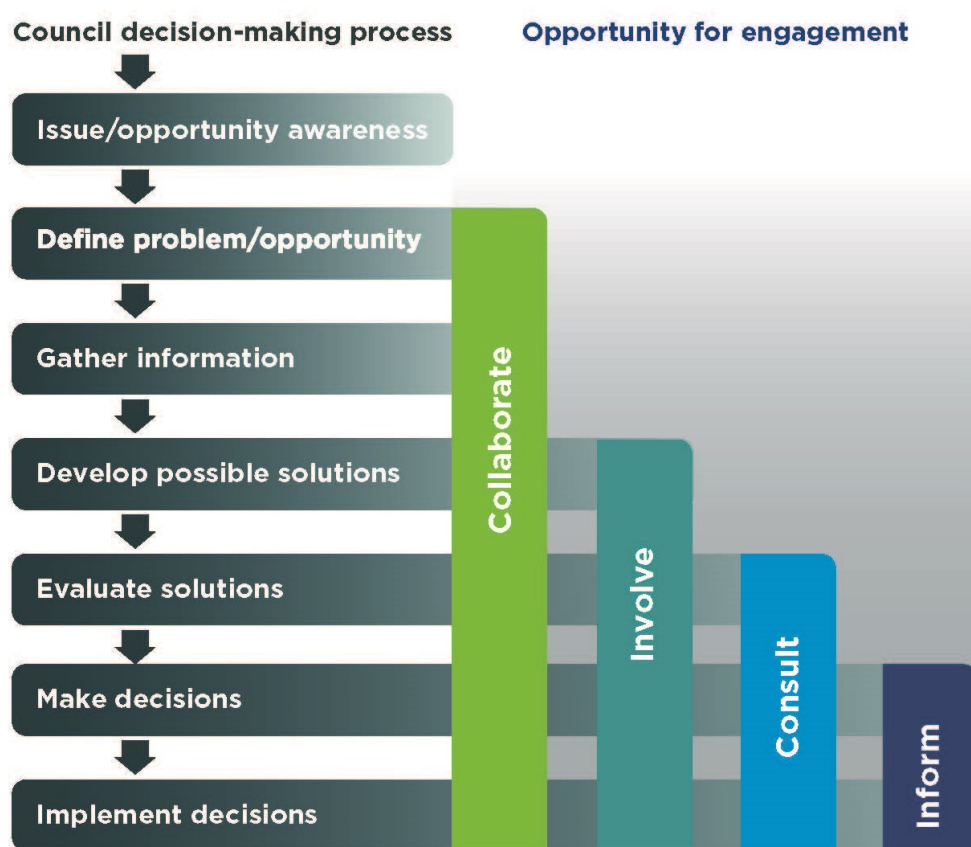 Council decision-making process
Opportunity for engagement
Issue/opportunity awareness
Define problem/opportunity
Gather information
Develop possible solutions
Evaluate solutions
Make decisions
Implement decisions
Collaborate
Involve
Consult
Inform